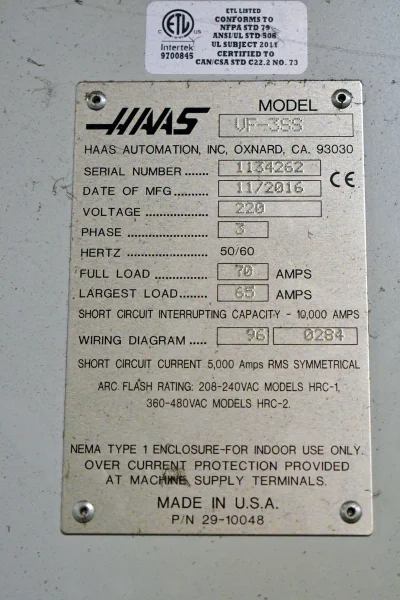 ETL LISTED
CONFORMS TO
NFPA STD 79
ANSI/UL STD 508
UL SUBJECT 2011
CERTIFIED TO
CAN/CSA STD C22.2 NO. 73
ETL
C US
LISTED
Intertek
9700845
HAAS
MODEL
VF-3SS
HAAS AUTOMATION, INC, OXNARD, CA. 93030
SERIAL NUMBER ....... 1134262
DATE OF MFG ........... 11/2016 CE
VOLTAGE .................. 220
PHASE ...................... 3
HERTZ ...................... 50/60
FULL LOAD ............... 70 AMPS
LARGEST LOAD........ 65 AMPS
SHORT CIRCUIT INTERRUPTING CAPACITY - 10,000 AMPS
WIRING DIAGRAM ..... 96 0284
SHORT CIRCUIT CURRENT 5,000 Amps RMS SYMMETRICAL
ARC FLASH RATING: 208-240VAC MODELS HRC-1,
360-480VAC MODELS HRC-2.
NEMA TYPE 1 ENCLOSURE-FOR INDOOR USE ONLY.
OVER CURRENT PROTECTION PROVIDED
AT MACHINE SUPPLY TERMINALS.
MADE IN U.S.A.
P/N 29-10048